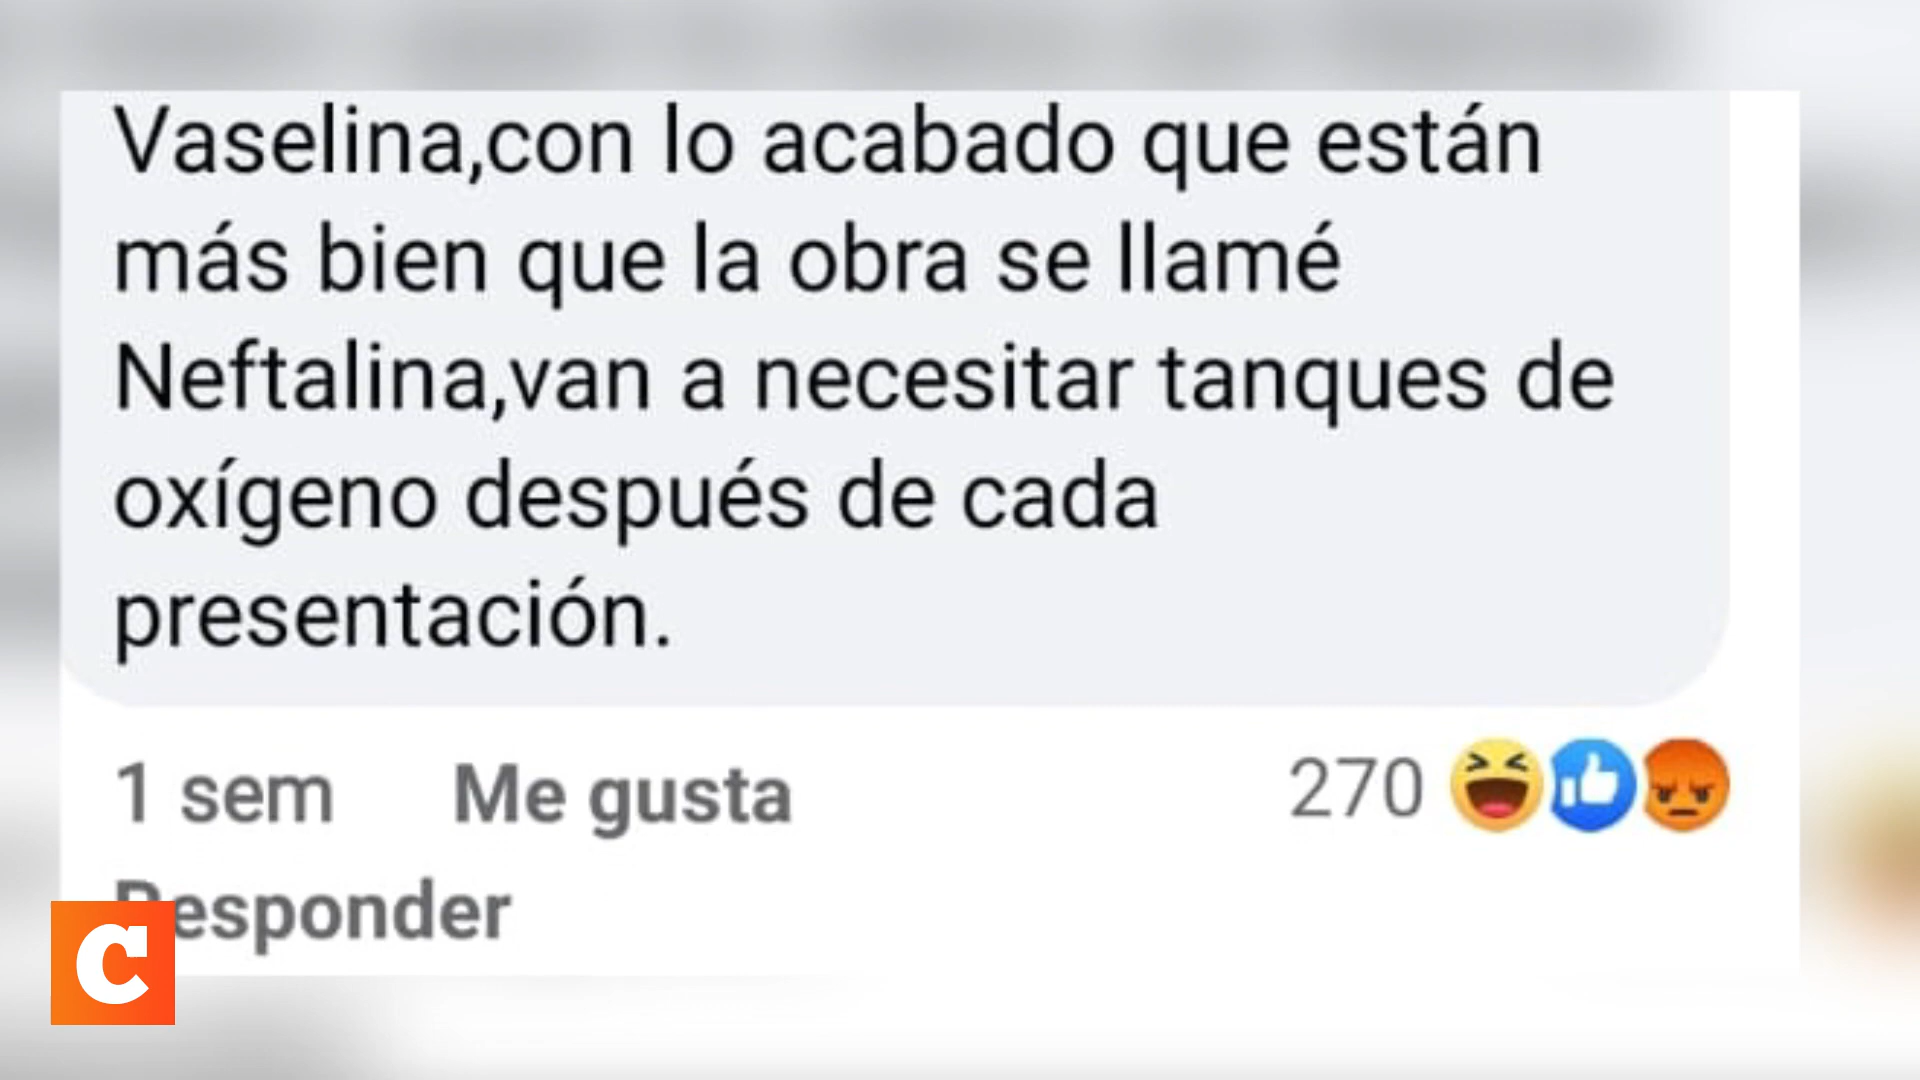 Vaselina,con lo acabado que están
más bien que la obra se llamé
Neftalina,van a necesitar tanques de
oxígeno después de cada
presentación.
1 sem Me gusta 270
Responder
C